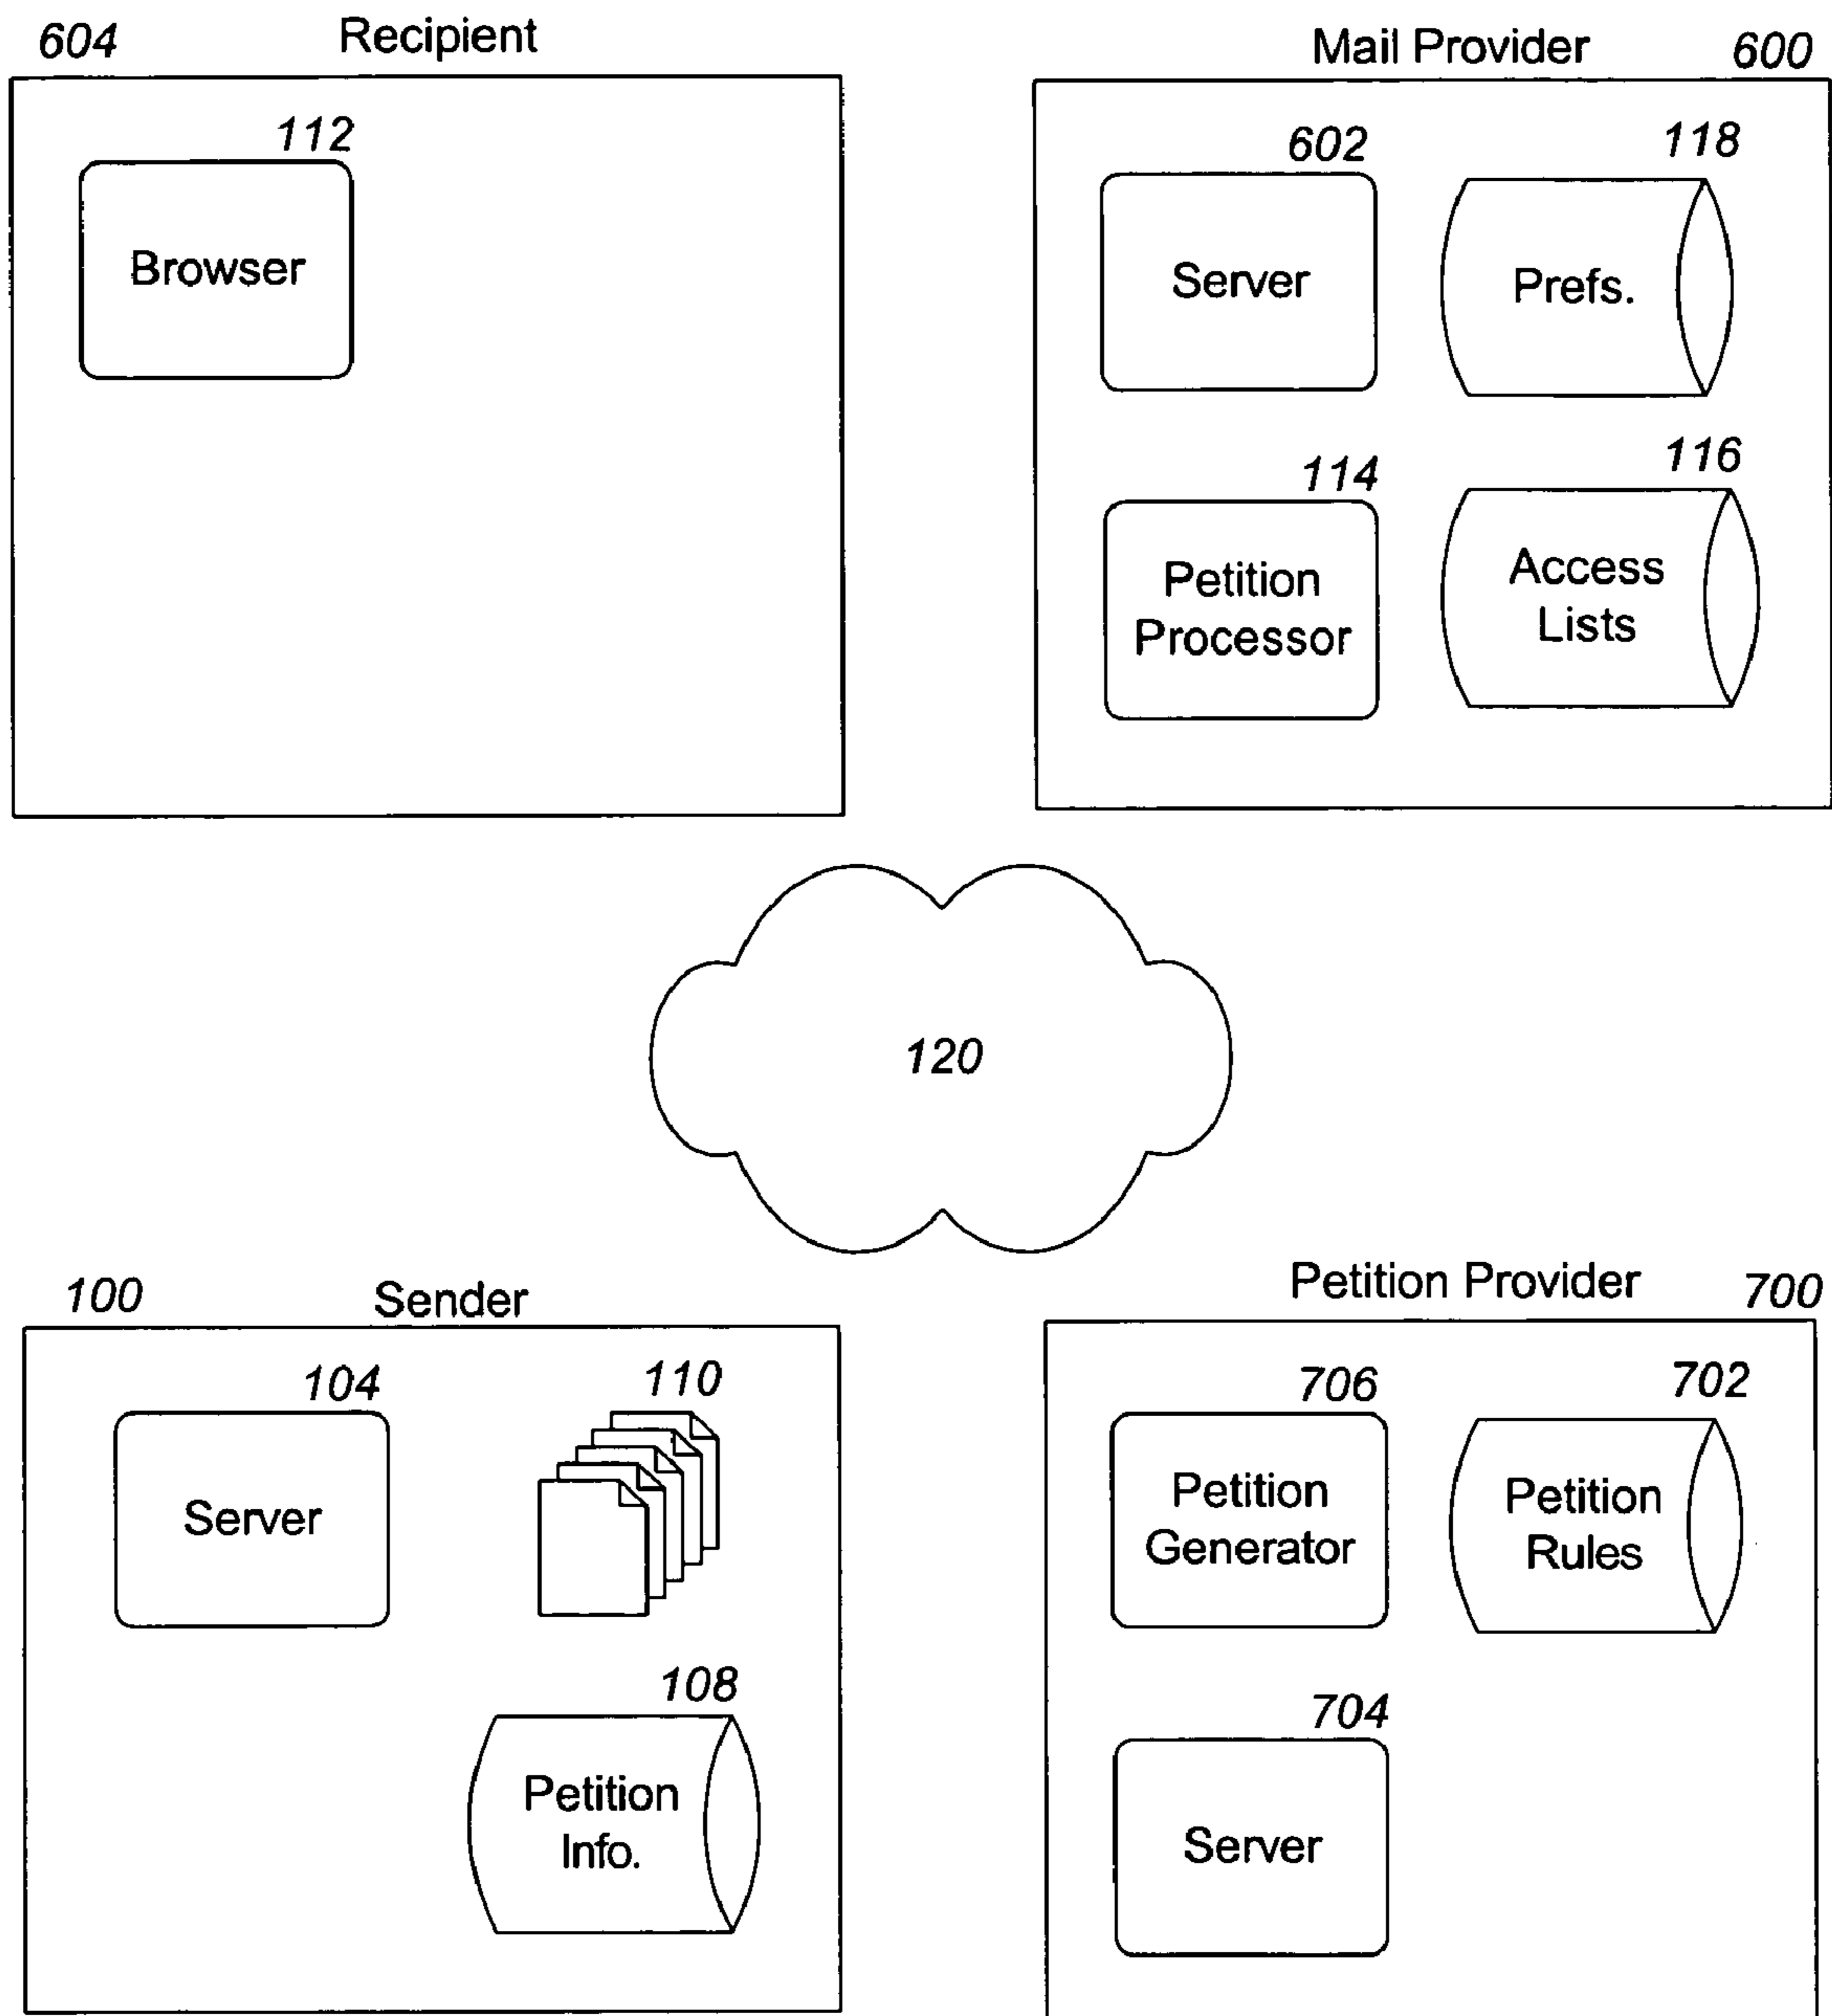 604
Recipient
Mail Provider
600
112
Browser
602
Server
118
Prefs.
114
Petition
Processor
116
Access
Lists
120
100
Sender
Petition Provider
700
104
Server
110
108
Petition
Info.
706
Petition
Generator
702
Petition
Rules
704
Server